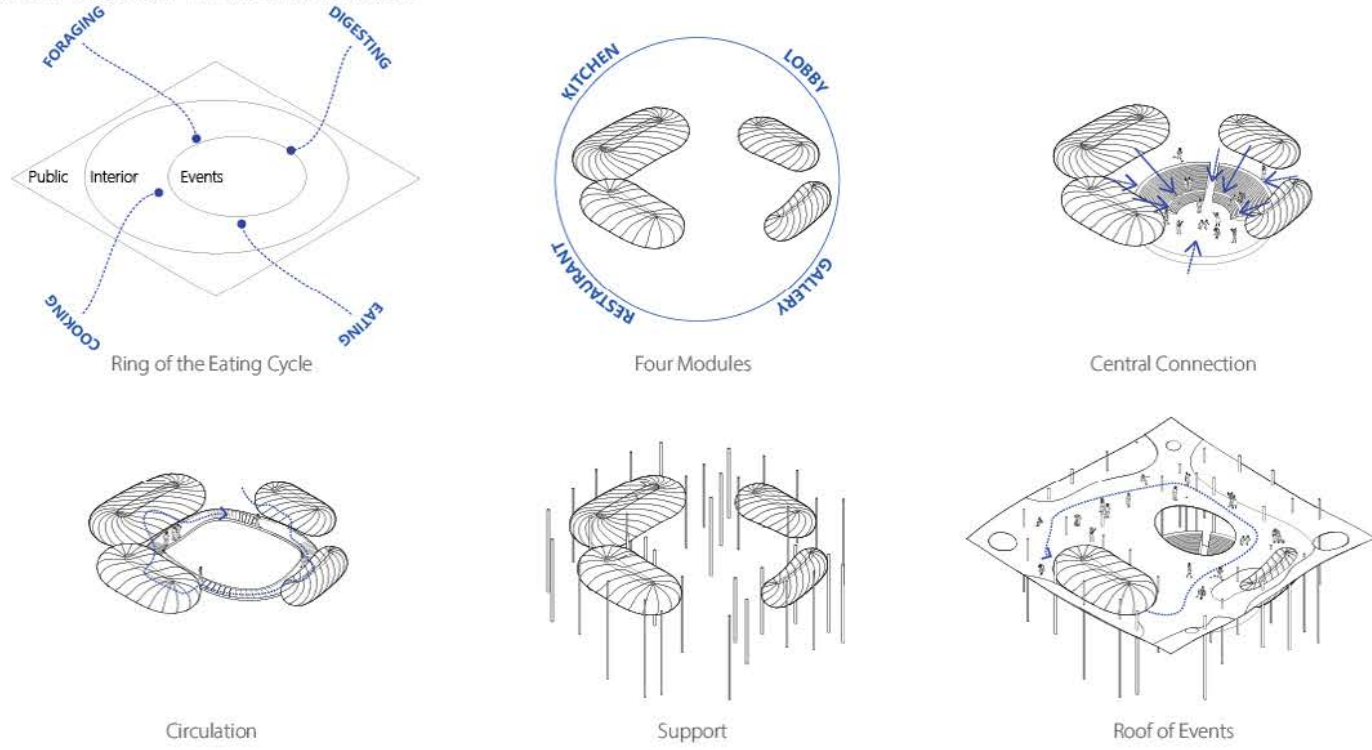 FORAGING
DIGESTING
Public Interior Events
COOKING
EATING
Ring of the Eating Cycle
KITCHEN
LOBBY
RESTAURANT
GALLERY
Four Modules
Central Connection
Circulation
Support
Roof of Events